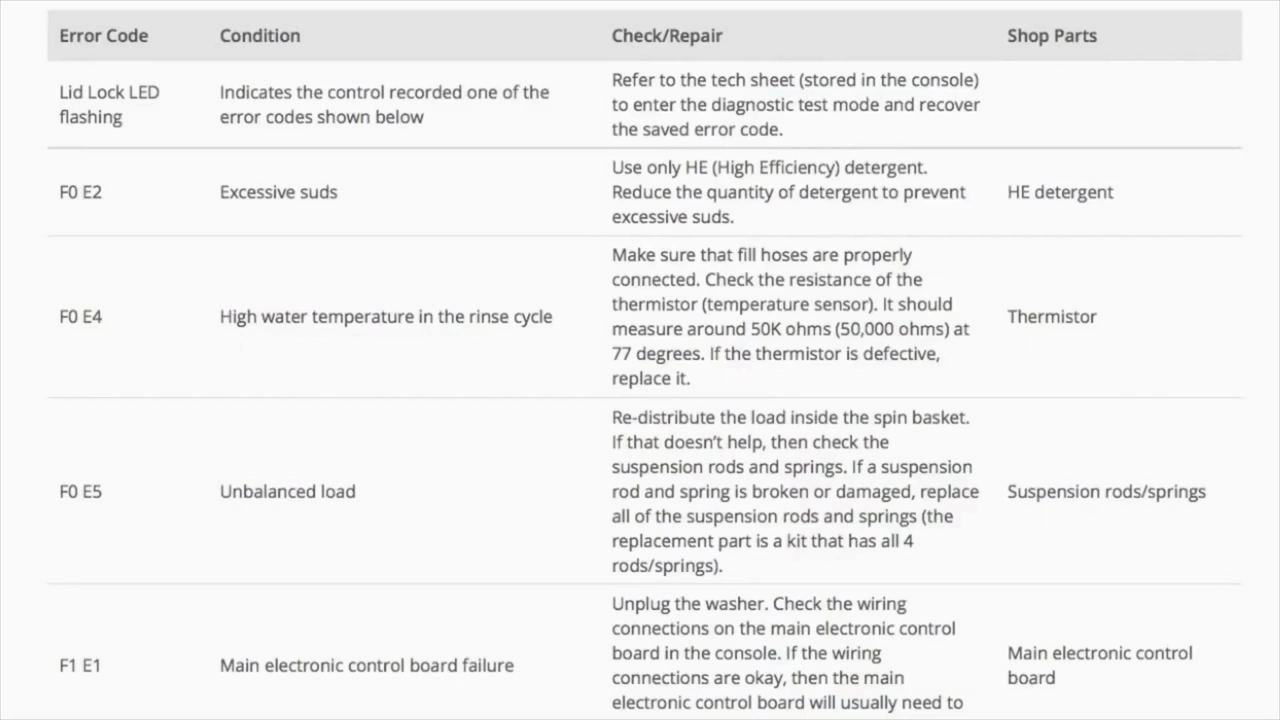 Error Code Condition Check/Repair Shop Parts
Lid Lock LED
flashing
Indicates the control recorded one of the
error codes shown below
Refer to the tech sheet (stored in the console)
to enter the diagnostic test mode and recover
the saved error code.
F0 E2
Excessive suds
Use only HE (High Efficiency) detergent.
Reduce the quantity of detergent to prevent
excessive suds.
HE detergent
F0 E4
High water temperature in the rinse cycle
Make sure that fill hoses are properly
connected. Check the resistance of the
thermistor (temperature sensor). It should
measure around 50K ohms (50,000 ohms) at
77 degrees. If the thermistor is defective,
replace it.
Thermistor
F0 E5
Unbalanced load
Re-distribute the load inside the spin basket.
If that doesn't help, then check the
suspension rods and springs. If a suspension
rod and spring is broken or damaged, replace
all of the suspension rods and springs (the
replacement part is a kit that has all 4
rods/springs).
Suspension rods/springs
F1 E1
Main electronic control board failure
Unplug the washer. Check the wiring
connections on the main electronic control
board in the console. If the wiring
connections are okay, then the main
electronic control board will usually need to
Main electronic control
board